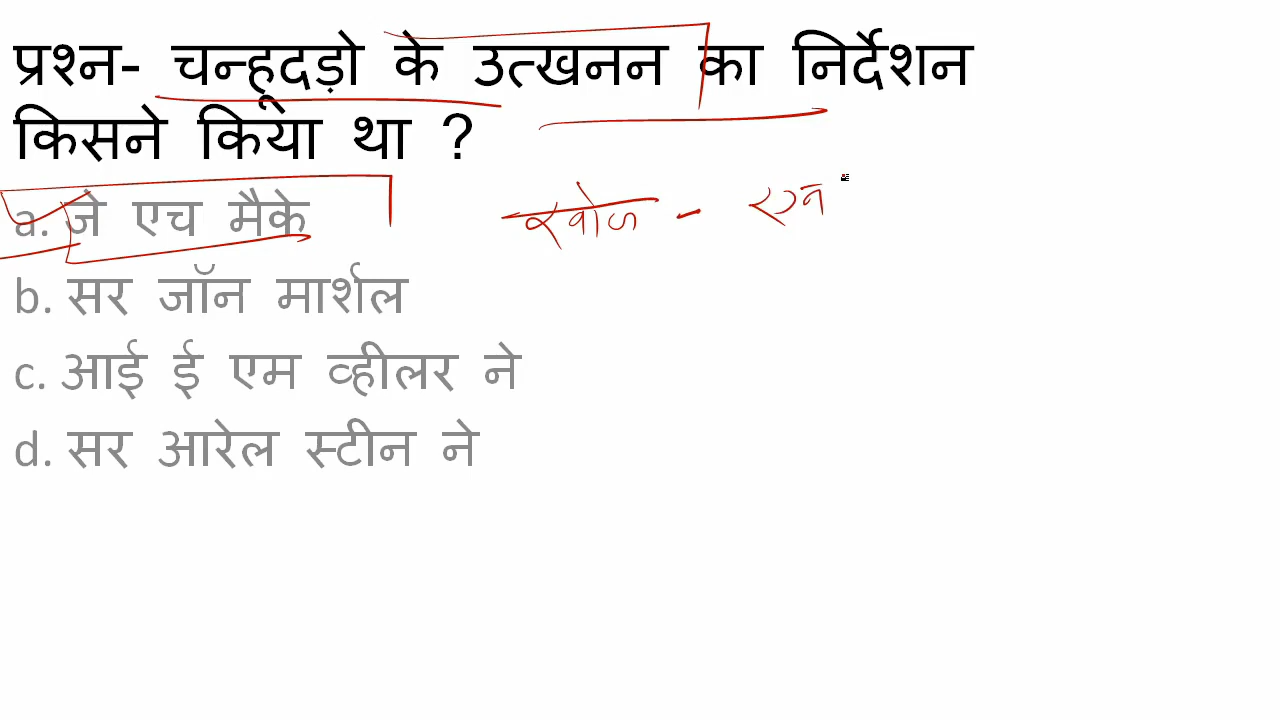 प्रश्न- चन्हूदड़ो के उत्खनन का निर्देशन
किसने किया था ?
a. जे एच मैके
खोज -
b. सर जॉन मार्शल
c. आई ई एम व्हीलर ने
d. सर आरेल स्टीन ने